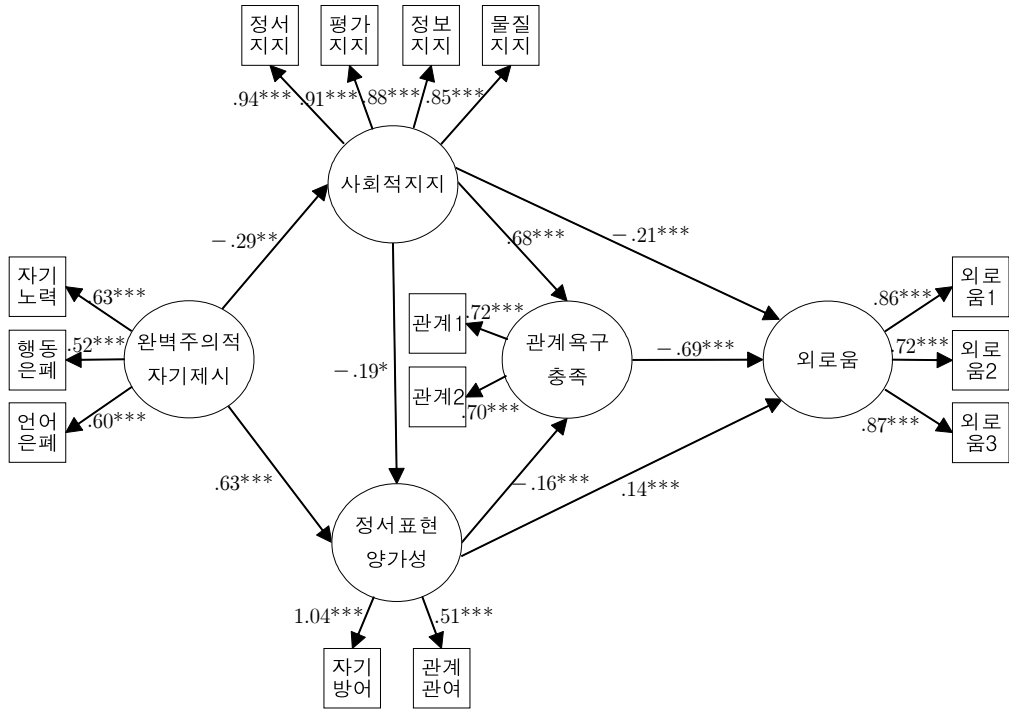 정서
지지
평가
지지
정보
지지
물질
지지
.94***
.91***
.88***
.85***
사회적지지
−.29**
.68***
−.21***
자기
노력
.63***
행동
은폐
.52***
언어
은폐
.60***
완벽주의적
자기제시
관계1
.72***
관계2
.70***
관계욕구
충족
−.69***
외로움
.86***
외로
움1
.72***
외로
움2
.87***
외로
움3
−.19*
.63***
−.16***
.14***
정서표현
양가성
1.04***
.51***
자기
방어
관계
관여